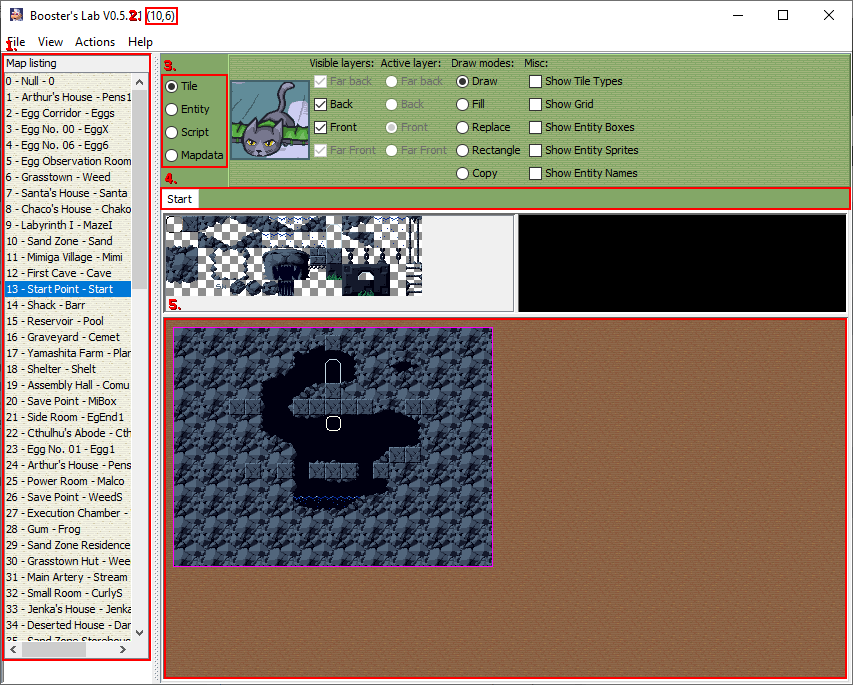 Booster's Lab V0.5. 2. (10,6)
1. File View Actions Help
Map listing
0 - Null - 0
1 - Arthur's House - Pens1
2 - Egg Corridor - Eggs
3 - Egg No. 00 - EggX
4 - Egg No. 06 - Egg6
5 - Egg Observation Room
6 - Grasstown - Weed
7 - Santa's House - Santa
8 - Chaco's House - Chako
9 - Labyrinth I - MazeI
10 - Sand Zone - Sand
11 - Mimiga Village - Mimi
12 - First Cave - Cave
13 - Start Point - Start
14 - Shack - Barr
15 - Reservoir - Pool
16 - Graveyard - Cemet
17 - Yamashita Farm - Plan
18 - Shelter - Shelt
19 - Assembly Hall - Comu
20 - Save Point - MiBox
21 - Side Room - EgEnd1
22 - Cthulhu's Abode - Cth
23 - Egg No. 01 - Egg1
24 - Arthur's House - Pens
25 - Power Room - Malco
26 - Save Point - WeedS
27 - Execution Chamber -
28 - Gum - Frog
29 - Sand Zone Residence
30 - Grasstown Hut - Wee
31 - Main Artery - Stream
32 - Small Room - CurlyS
33 - Jenka's House - Jenka
34 - Deserted House - Dar
35 - Sand Zone Storehou
3.
Tile
Entity
Script
Mapdata
Visible layers: Active layer: Draw modes: Misc:
Far back Far back Draw Show Tile Types
Back Back Fill Show Grid
Front Front Replace Show Entity Boxes
Far Front Far Front Rectangle Show Entity Sprites
Copy Show Entity Names
4.
Start
5.